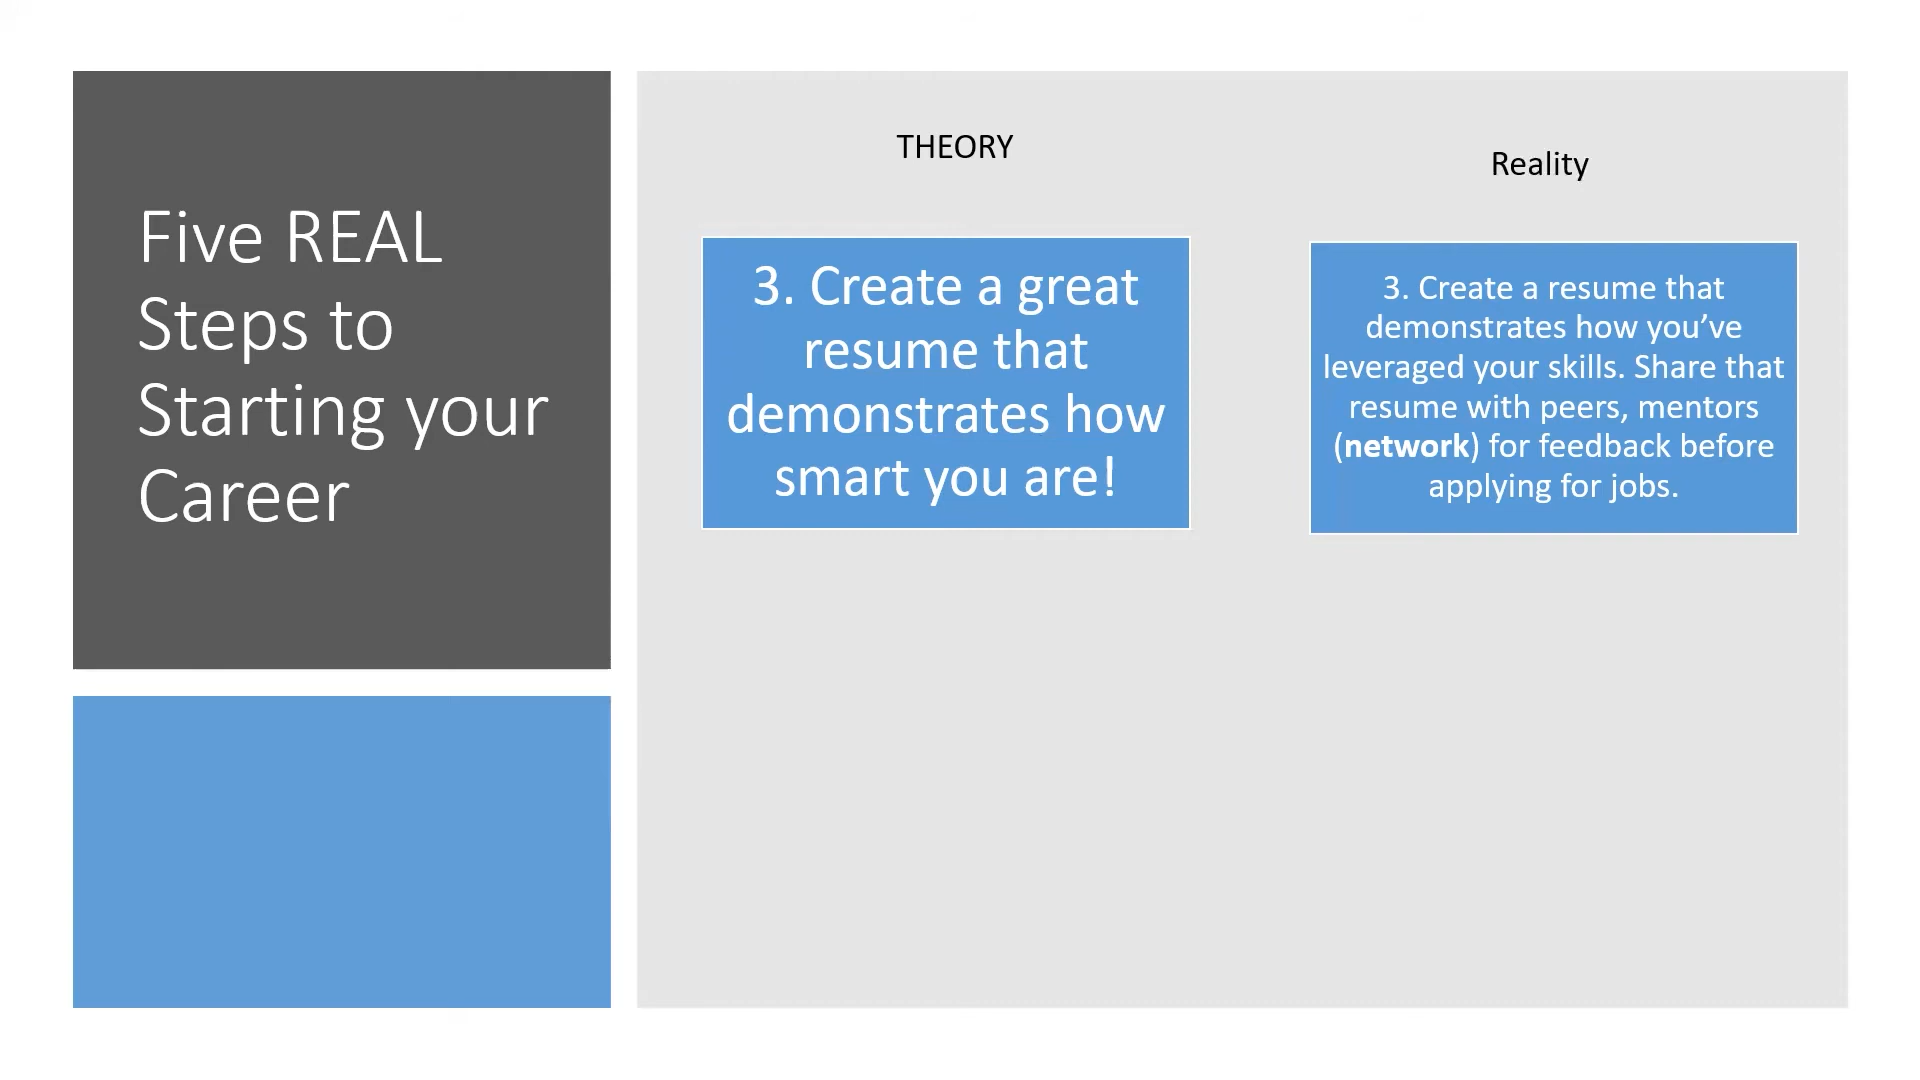 Five REAL
Steps to
Starting your
Career
THEORY
3. Create a great
resume that
demonstrates how
smart you are!
Reality
3. Create a resume that
demonstrates how you’ve
leveraged your skills. Share that
resume with peers, mentors
(network) for feedback before
applying for jobs.